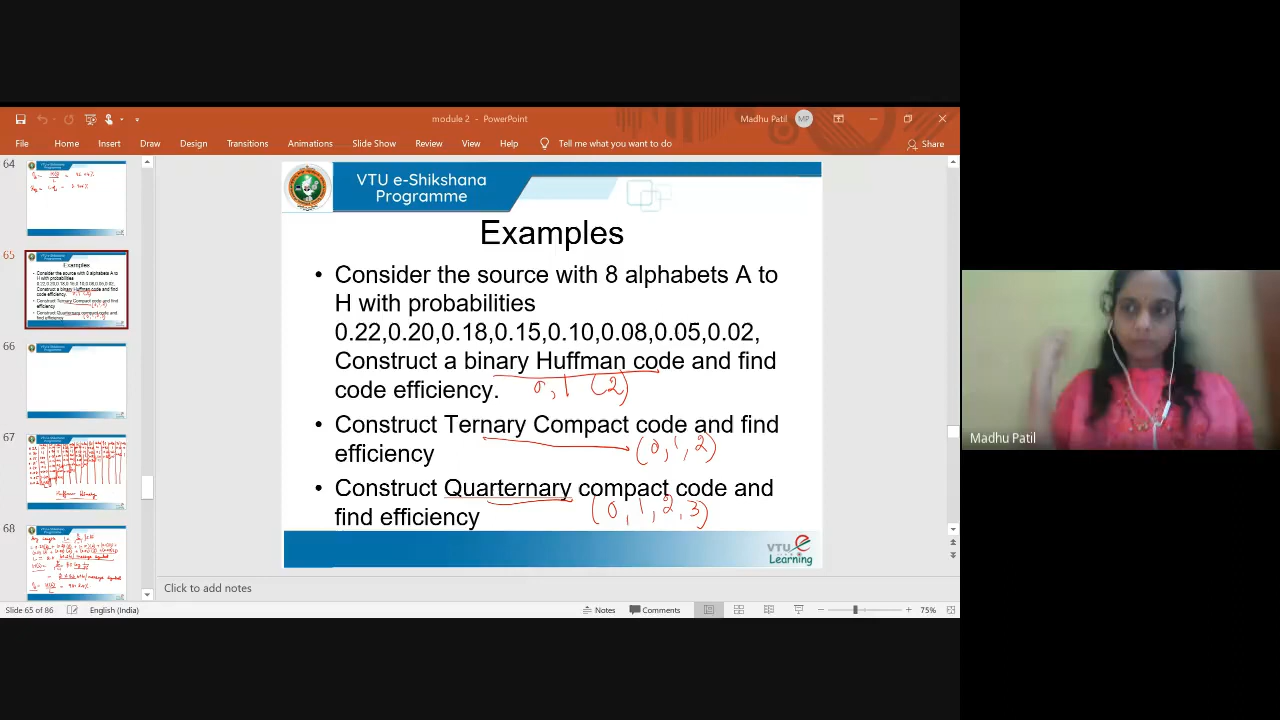 module 2 - PowerPoint
Madhu Patil
MP
File Home Insert Draw Design Transitions Animations Slide Show Review View Help Tell me what you want to do
Share
64
65
66
67
68
VTU e-Shikshana
Programme
Examples
• Consider the source with 8 alphabets A to
H with probabilities
0.22,0.20,0.18,0.15,0.10,0.08,0.05,0.02,
Construct a binary Huffman code and find
code efficiency.
0, 1 (2)
• Construct Ternary Compact code and find
efficiency
(0, 1, 2)
• Construct Quarternary compact code and
find efficiency
(0, 1, 2, 3)
VTU e
Learning
Huffman binary
Click to add notes
Slide 65 of 86 English (India)
Notes Comments
75%
Madhu Patil